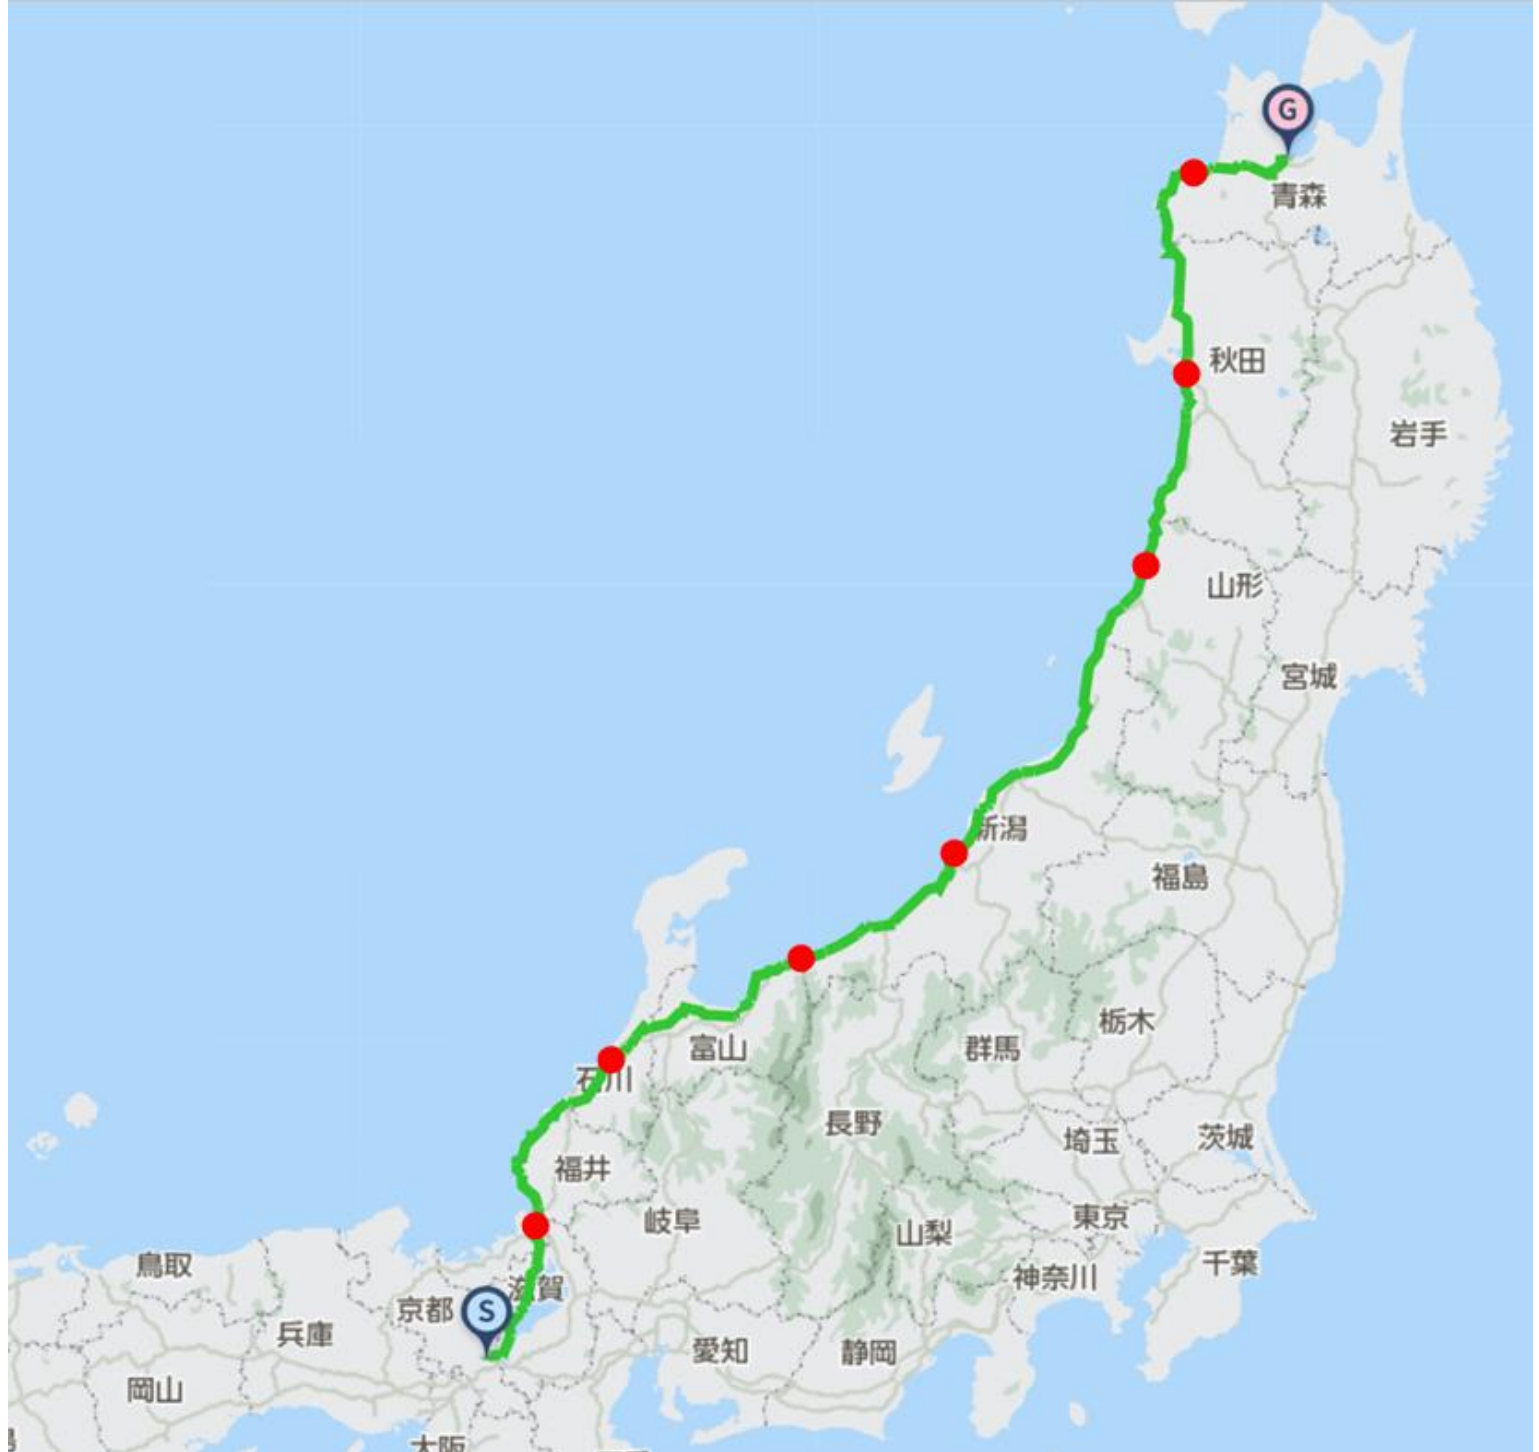 G
青森
秋田
岩手
山形
宮城
新潟
福島
栃木
群馬
富山
石川
長野
埼玉
茨城
福井
岐阜
東京
山梨
千葉
鳥取
滋賀
神奈川
京都
S
兵庫
愛知
静岡
岡山
大阪